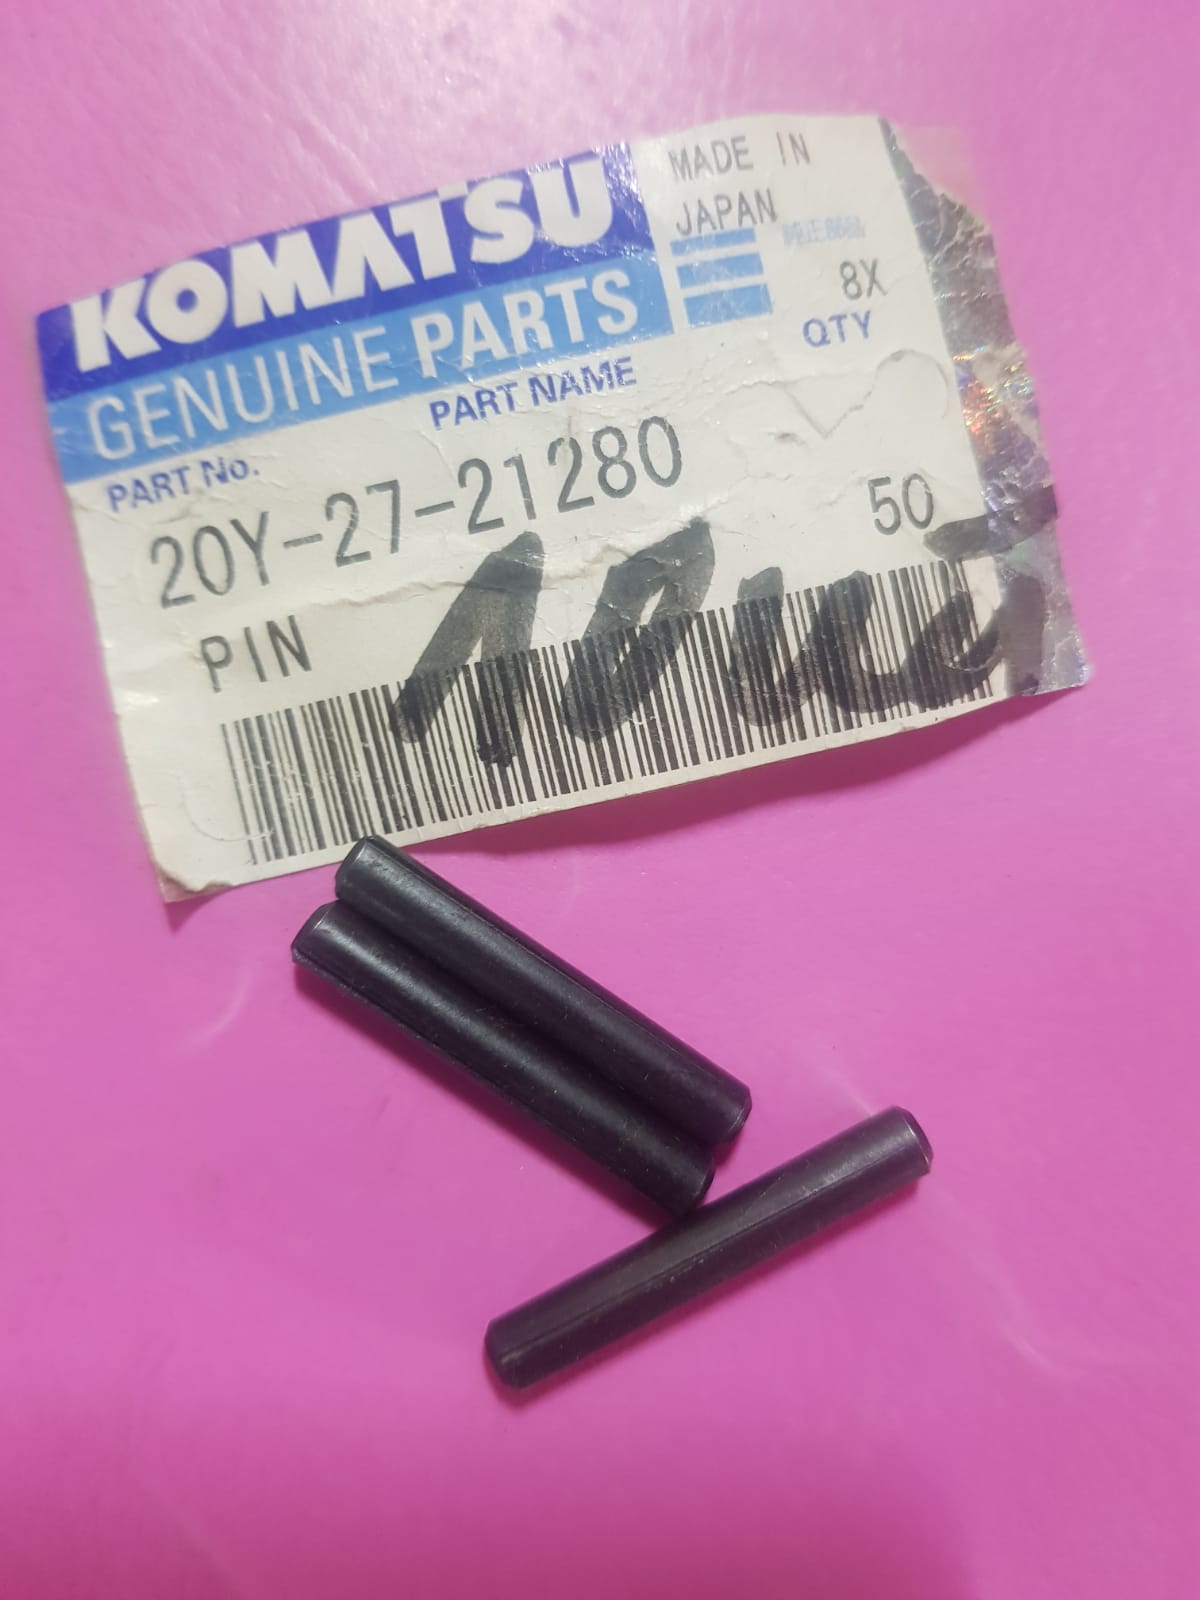 KOMATSU
GENUINE PARTS
MADE IN
JAPAN
8X
PART No.
PART NAME
QTY
20Y-27-21280
50
PIN